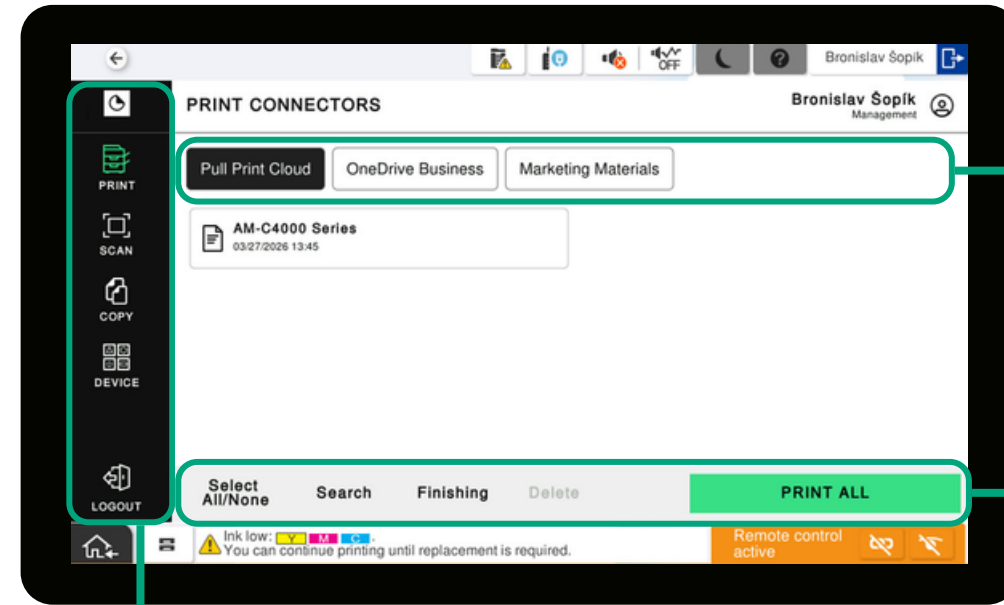 OFF
Bronislav Šopík
PRINT CONNECTORS
Bronislav Šopík
Management
PRINT
SCAN
COPY
DEVICE
LOGOUT
Pull Print Cloud
OneDrive Business
Marketing Materials
AM-C4000 Series
03/27/2026 13:45
Select
All/None
Search
Finishing
Delete
PRINT ALL
Ink low: Y M C .
You can continue printing until replacement is required.
Remote control
active